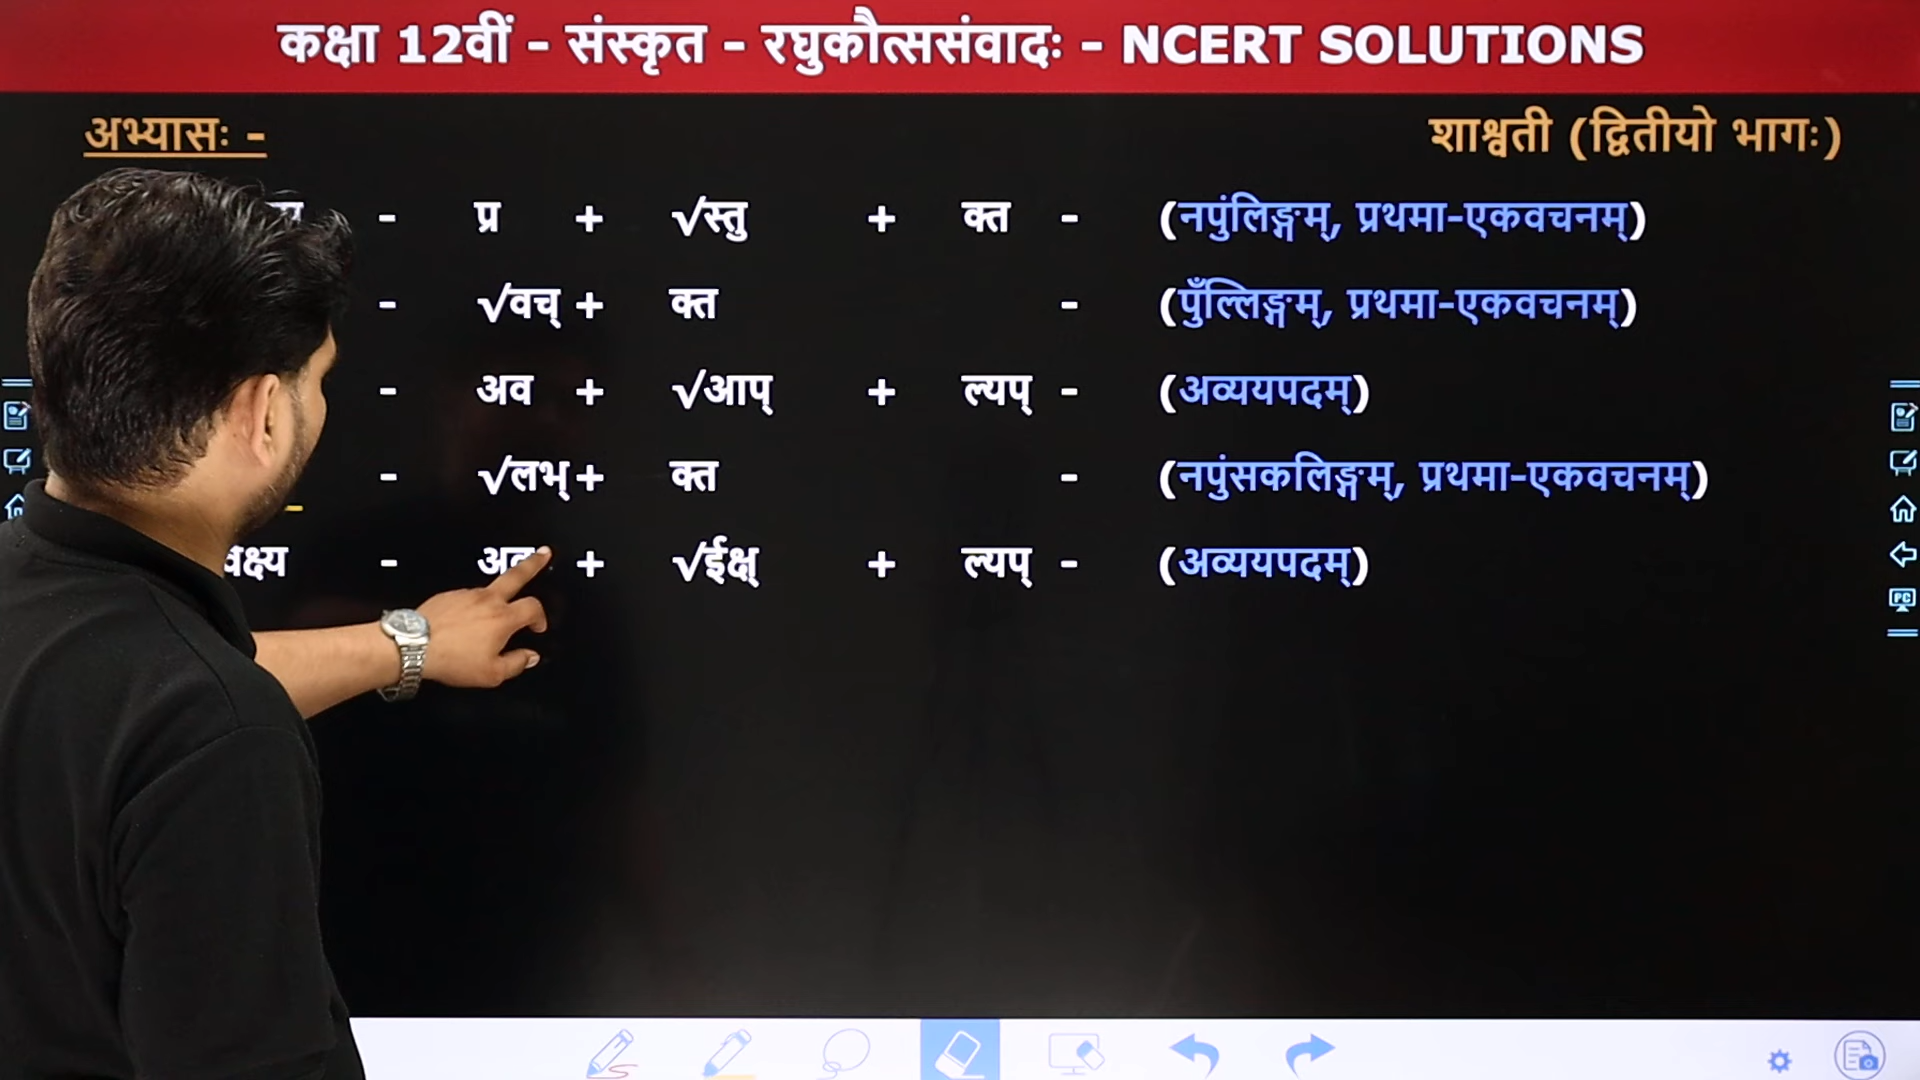 कक्षा 12वीं - संस्कृत - रघुकौत्ससंवादः - NCERT SOLUTIONS
अभ्यासः -
शाश्वती (द्वितीयो भागः)
- प्र + √स्तु + क्त - (नपुंलिङ्गम्, प्रथमा-एकवचनम्)
- √वच् + क्त - (पुँल्लिङ्गम्, प्रथमा-एकवचनम्)
- अव + √आप् + ल्यप् - (अव्ययपदम्)
- √लभ् + क्त - (नपुंसकलिङ्गम्, प्रथमा-एकवचनम्)
- + √ईक्ष् + ल्यप् - (अव्ययपदम्)